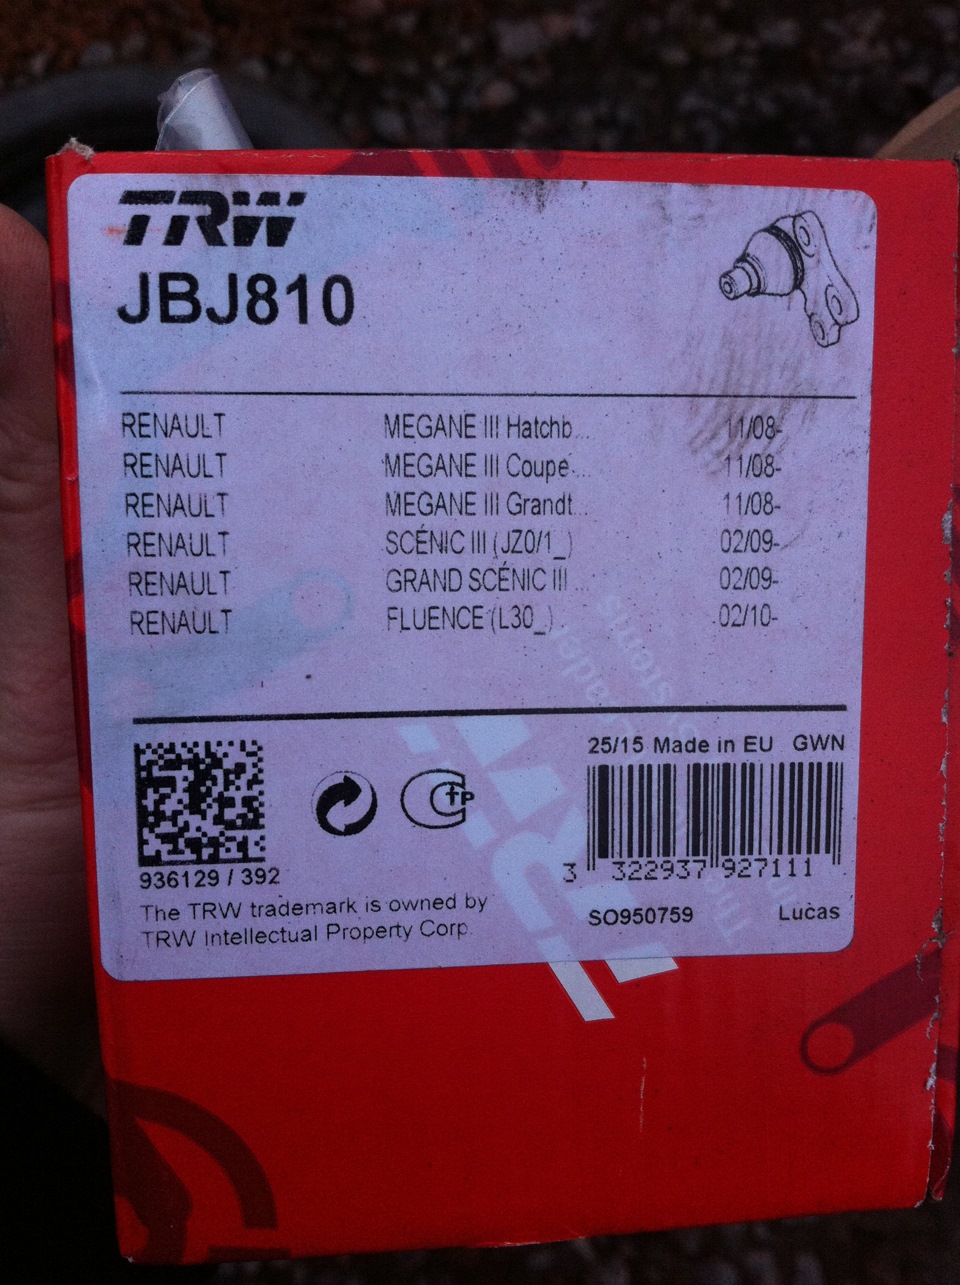 TRW
JBJ810
RENAULT MEGANE III Hatchb... 11/08-
RENAULT MEGANE III Coupe ... 11/08-
RENAULT MEGANE III Grandt... 11/08-
RENAULT SCÉNIC III (JZ0/1_) 02/09-
RENAULT GRAND SCÉNIC III ... 02/09-
RENAULT FLUENCE (L30_) 02/10-
25/15 Made in EU GWN
3 322937 927111
936129 / 392
SO950759 Lucas
The TRW trademark is owned by
TRW Intellectual Property Corp.